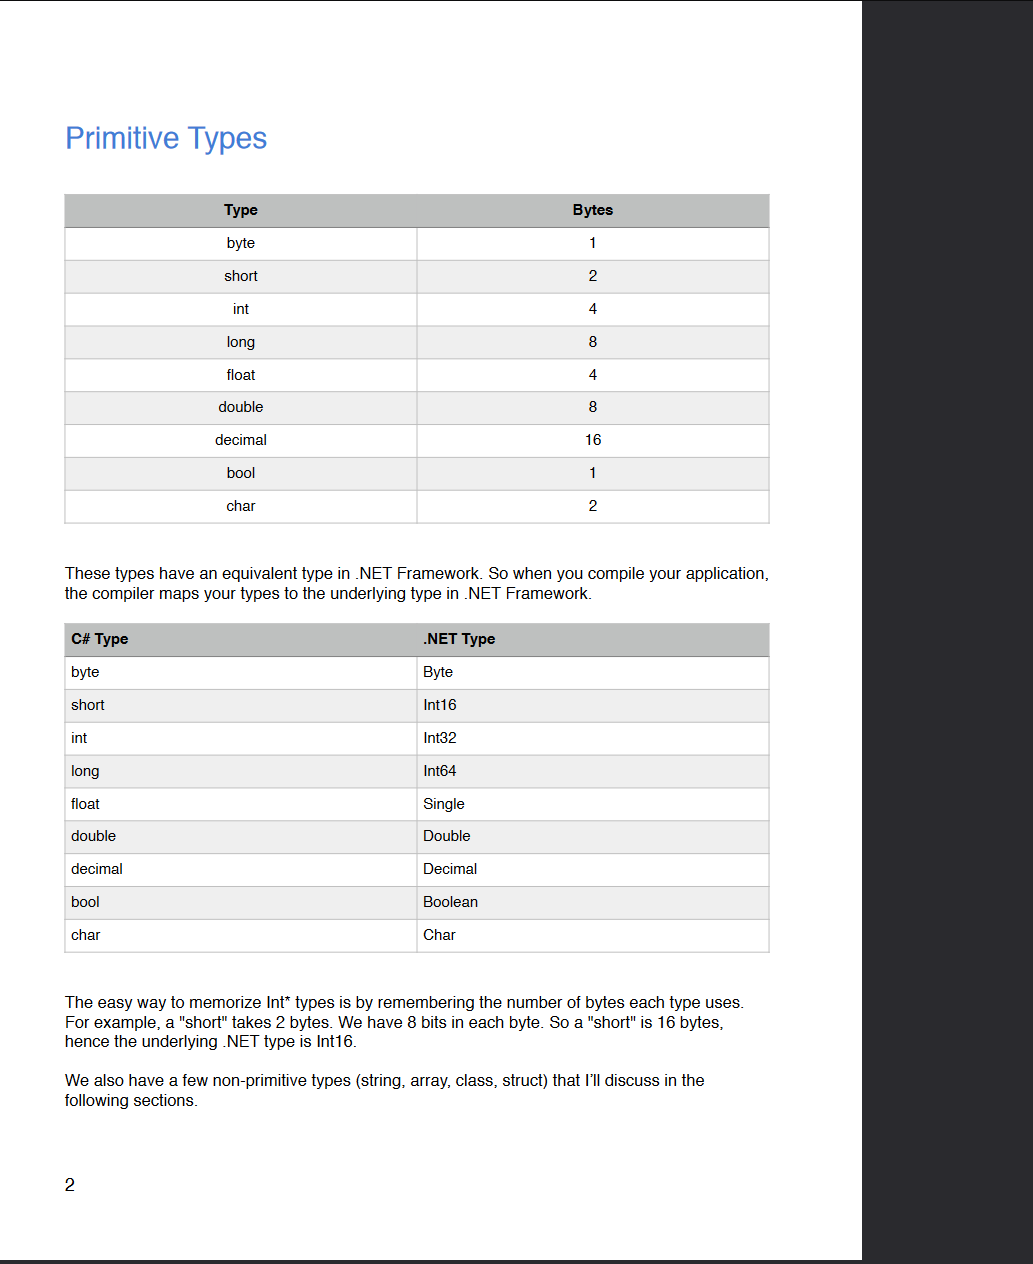 Primitive Types
Type Bytes
byte 1
short 2
int 4
long 8
float 4
double 8
decimal 16
bool 1
char 2
These types have an equivalent type in .NET Framework. So when you compile your application,
the compiler maps your types to the underlying type in .NET Framework.
C# Type .NET Type
byte Byte
short Int16
int Int32
long Int64
float Single
double Double
decimal Decimal
bool Boolean
char Char
The easy way to memorize Int* types is by remembering the number of bytes each type uses.
For example, a "short" takes 2 bytes. We have 8 bits in each byte. So a "short" is 16 bytes,
hence the underlying .NET type is Int16.
We also have a few non-primitive types (string, array, class, struct) that I’ll discuss in the
following sections.
2